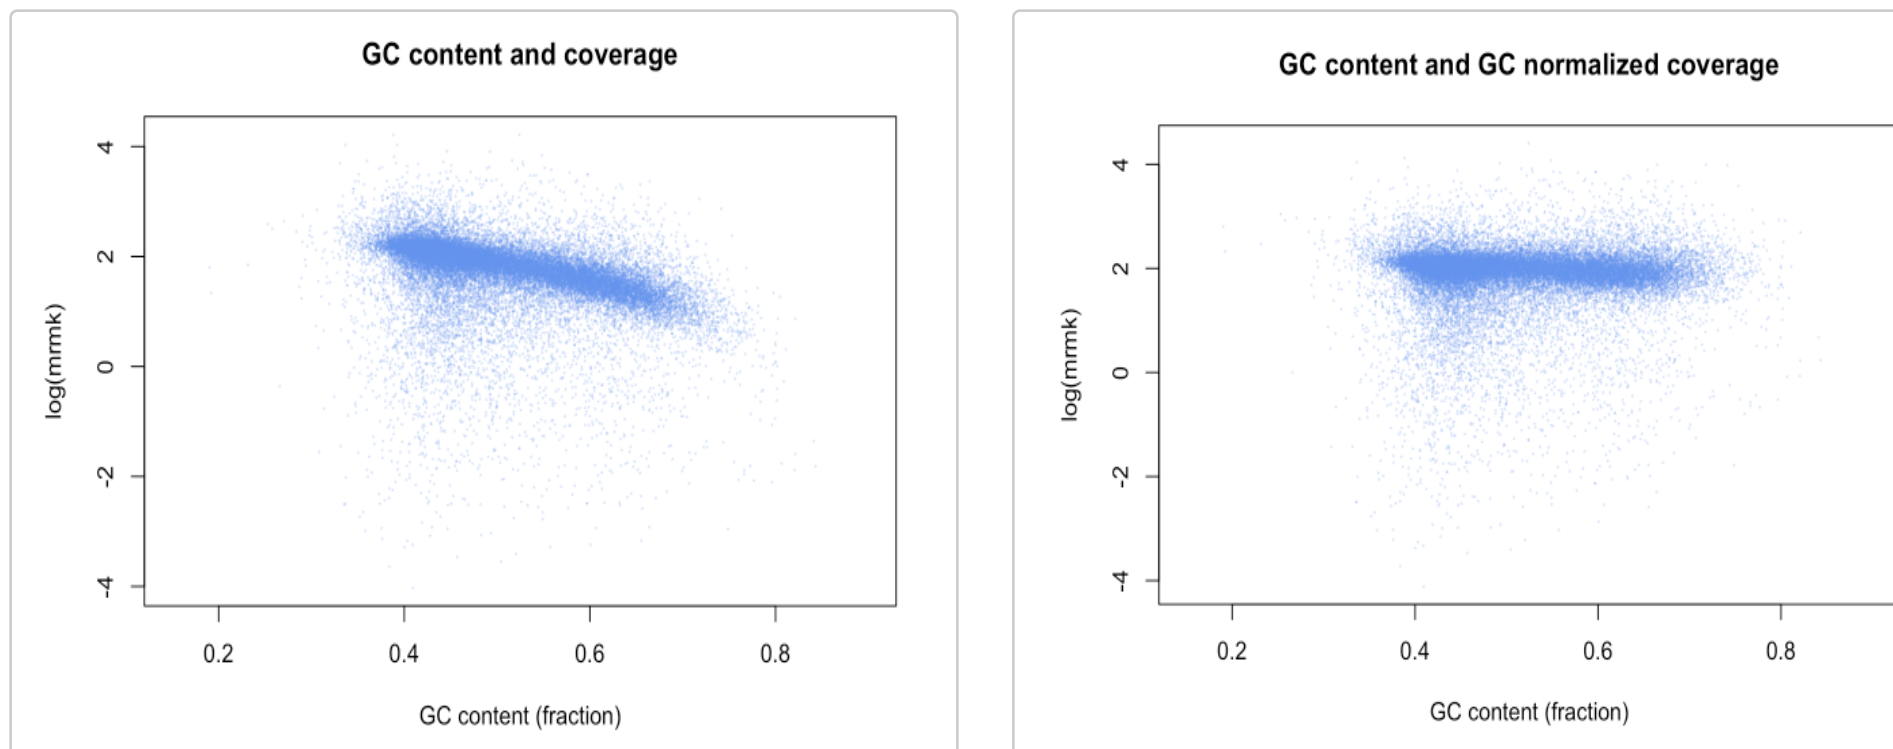 GC content and coverage
4
2
0
-2
-4
log(mrmk)
0.2 0.4 0.6 0.8
GC content (fraction)
GC content and GC normalized coverage
4
2
0
-2
-4
log(mrmk)
0.2 0.4 0.6 0.8
GC content (fraction)